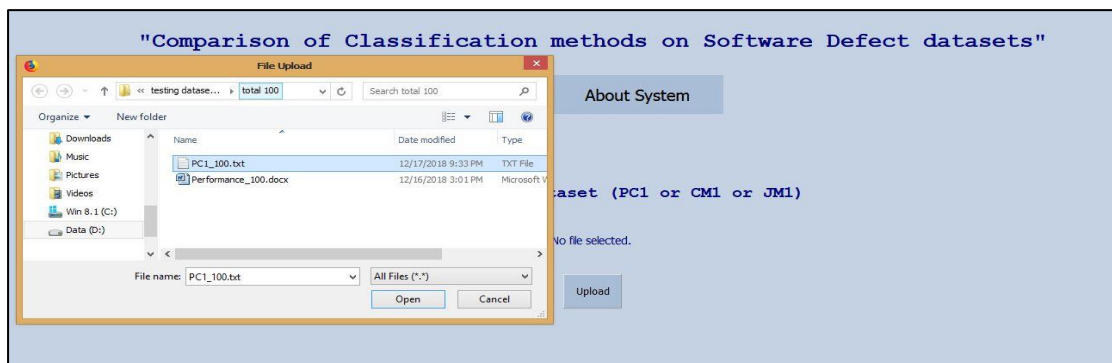 "Comparison of Classification methods on Software Defect datasets"
File Upload
« testing datase... total 100
Search total 100
About System
Organize New folder
Downloads
Music
Pictures
Videos
Win 8.1 (C:)
Data (D:)
Name Date modified Type
PC1_100.txt 12/17/2018 9:33 PM TXT File
Performance_100.docx 12/16/2018 3:01 PM Microsoft
(PC1 or CM1 or JM1)
No file selected.
File name: PC1_100.txt All Files (*.*)
Open Cancel
Upload